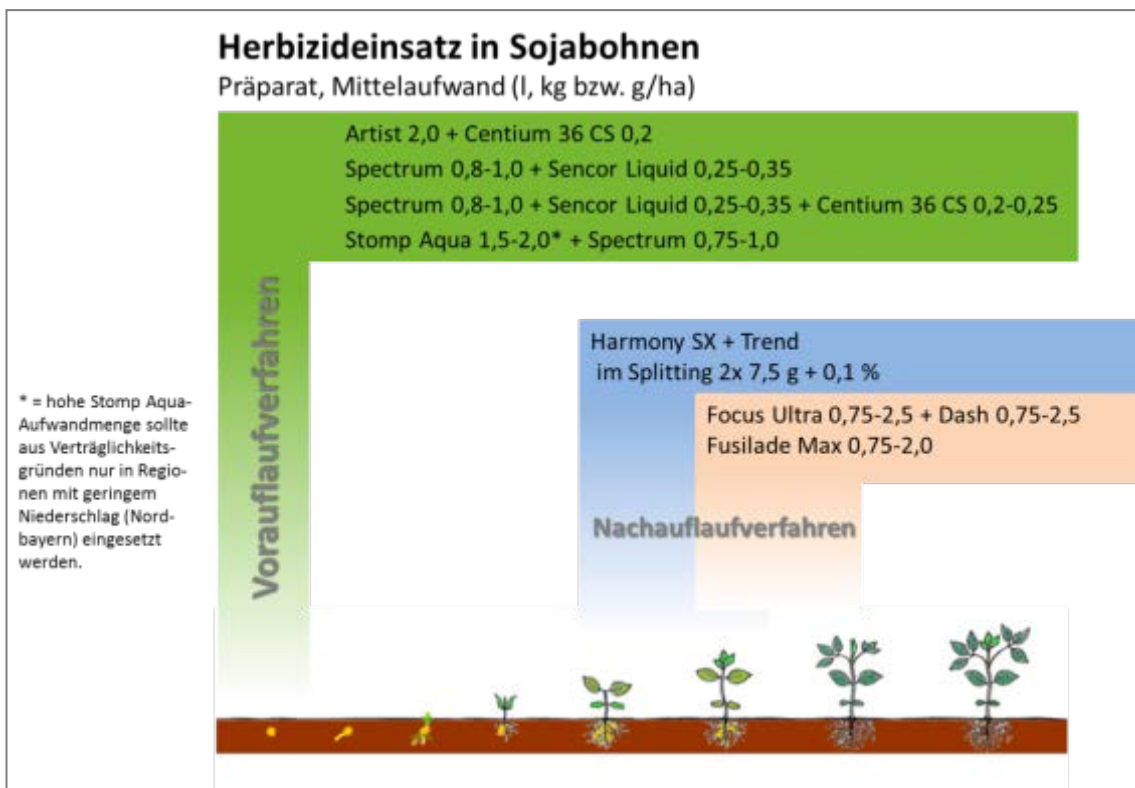 Herbizideinsatz in Sojabohnen
Präparat, Mittelaufwand (l, kg bzw. g/ha)
Artist 2,0 + Centium 36 CS 0,2
Spectrum 0,8-1,0 + Sencor Liquid 0,25-0,35
Spectrum 0,8-1,0 + Sencor Liquid 0,25-0,35 + Centium 36 CS 0,2-0,25
Stomp Aqua 1,5-2,0* + Spectrum 0,75-1,0
Vorauflaufverfahren
Harmony SX + Trend
im Splitting 2x 7,5 g + 0,1 %
Focus Ultra 0,75-2,5 + Dash 0,75-2,5
Fusilade Max 0,75-2,0
Nachauflaufverfahren
* = hohe Stomp Aqua-
Aufwandmenge sollte
aus Verträglichkeits-
gründen nur in Regio-
nen mit geringem
Niederschlag (Nord-
bayern) eingesetzt
werden.